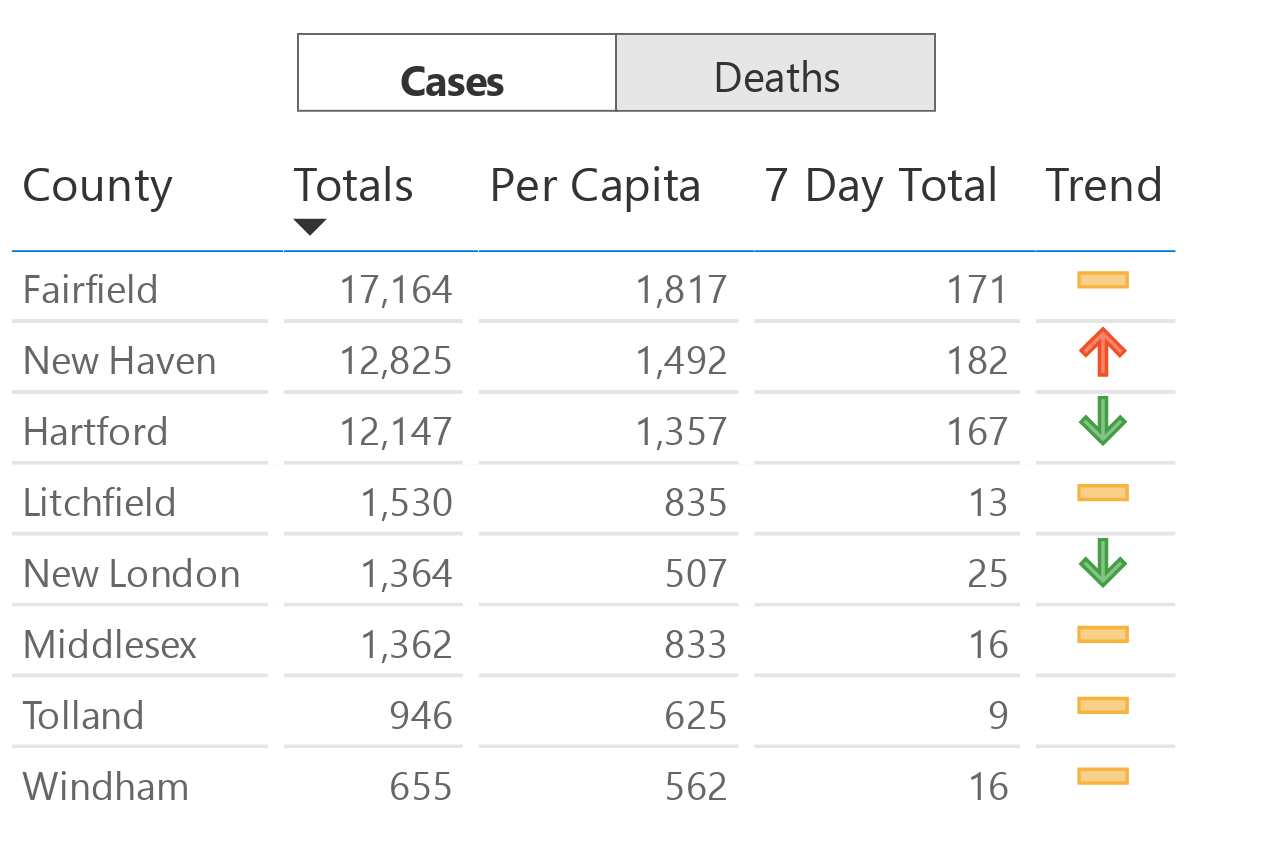 Cases Deaths
County Totals Per Capita 7 Day Total Trend
Fairfield 17,164 1,817 171
New Haven 12,825 1,492 182
Hartford 12,147 1,357 167
Litchfield 1,530 835 13
New London 1,364 507 25
Middlesex 1,362 833 16
Tolland 946 625 9
Windham 655 562 16